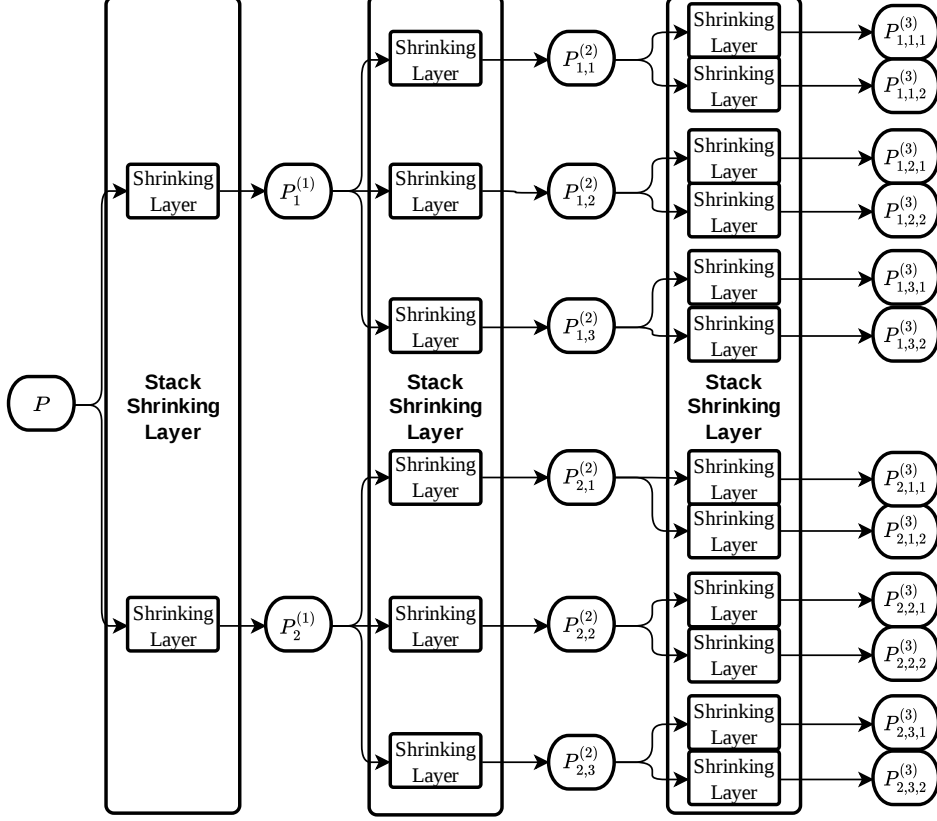 Shrinking
Layer
$P_{1,1}^{(2)}$
Shrinking
Layer
$P_{1,1,1}^{(3)}$
Shrinking
Layer
$P_{1,1,2}^{(3)}$
Shrinking
Layer
$P_1^{(1)}$
Shrinking
Layer
$P_{1,2}^{(2)}$
Shrinking
Layer
$P_{1,2,1}^{(3)}$
Shrinking
Layer
$P_{1,2,2}^{(3)}$
Shrinking
Layer
$P_{1,3}^{(2)}$
Shrinking
Layer
$P_{1,3,1}^{(3)}$
Shrinking
Layer
$P_{1,3,2}^{(3)}$
$P$
Stack
Shrinking
Layer
Stack
Shrinking
Layer
Stack
Shrinking
Layer
Shrinking
Layer
$P_{2,1}^{(2)}$
Shrinking
Layer
$P_{2,1,1}^{(3)}$
Shrinking
Layer
$P_{2,1,2}^{(3)}$
Shrinking
Layer
$P_2^{(1)}$
Shrinking
Layer
$P_{2,2}^{(2)}$
Shrinking
Layer
$P_{2,2,1}^{(3)}$
Shrinking
Layer
$P_{2,2,2}^{(3)}$
Shrinking
Layer
$P_{2,3}^{(2)}$
Shrinking
Layer
$P_{2,3,1}^{(3)}$
Shrinking
Layer
$P_{2,3,2}^{(3)}$